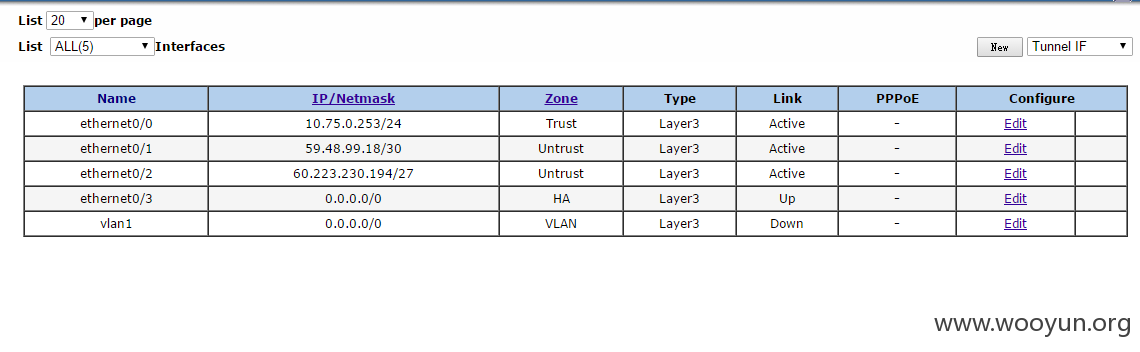 List 20 per page
List ALL(5) Interfaces New Tunnel IF
Name IP/Netmask Zone Type Link PPPoE Configure
ethernet0/0 10.75.0.253/24 Trust Layer3 Active - Edit
ethernet0/1 59.48.99.18/30 Untrust Layer3 Active - Edit
ethernet0/2 60.223.230.194/27 Untrust Layer3 Active - Edit
ethernet0/3 0.0.0.0/0 HA Layer3 Up - Edit
vlan1 0.0.0.0/0 VLAN Layer3 Down - Edit
www.wooyun.org